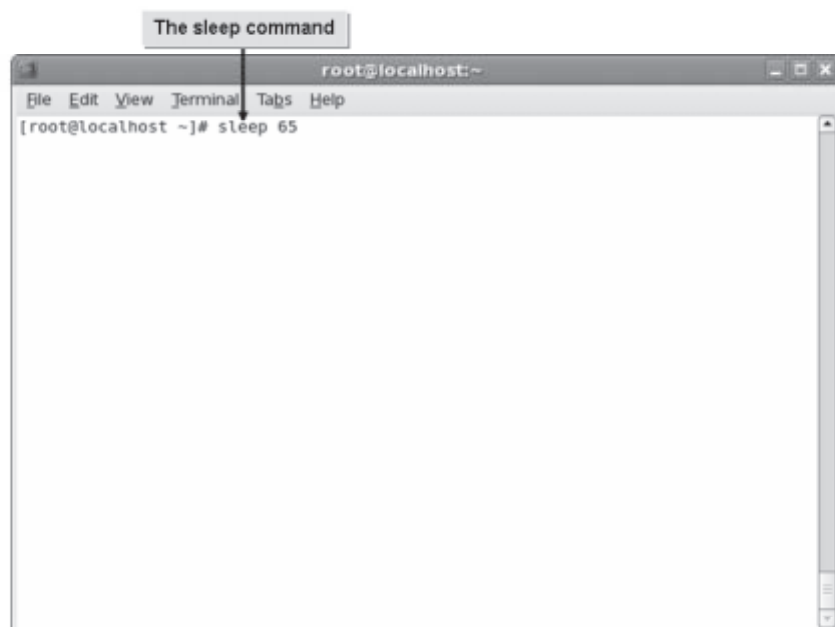 The sleep command
root@localhost:~
File Edit View Terminal Tabs Help
[root@localhost ~]# sleep 65